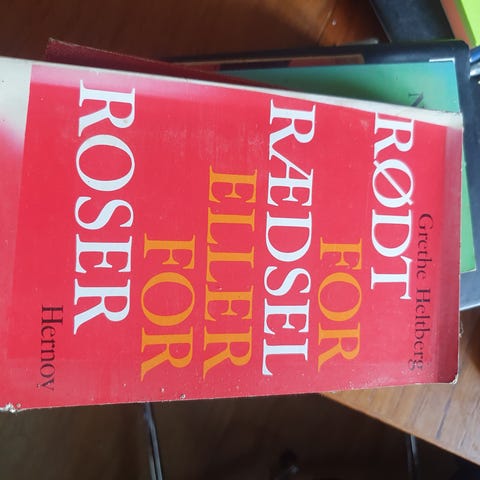 Grethe Heltberg
RØDT
FOR
RÆDSEL
ELLER
FOR
ROSER
Hernov